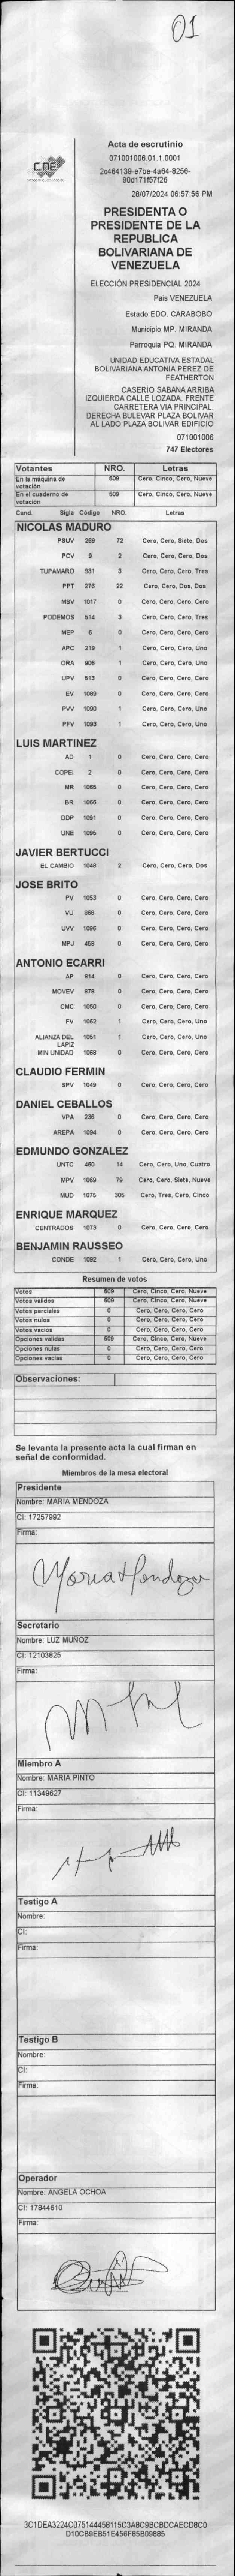 01
CNE
Acta de escrutinio
071001006.01.1.0001
2c464139-e7be-4a64-8256-
90d171f57f26
28/07/2024 06:57:56 PM
PRESIDENTA O
PRESIDENTE DE LA
REPUBLICA
BOLIVARIANA DE
VENEZUELA
ELECCIÓN PRESIDENCIAL 2024
Pais VENEZUELA
Estado EDO. CARABOBO
Municipio MP. MIRANDA
Parroquia PQ. MIRANDA
UNIDAD EDUCATIVA ESTADAL
BOLIVARIANA ANTONIA PEREZ DE
FEATHERTON
CASERÍO SABANA ARRIBA
IZQUIERDA CALLE LOZADA. FRENTE
CARRETERA VIA PRINCIPAL
DERECHA BULEVAR PLAZA BOLIVAR
AL LADO PLAZA BOLIVAR EDIFICIO
071001006
747 Electores
Votantes NRO. Letras
En la máquina de votación 509 Cero, Cinco, Cero, Nueve
En el cuaderno de votación 509 Cero, Cinco, Cero, Nueve
Cand. Sigla Código NRO. Letras
NICOLAS MADURO
PSUV 269 72 Cero, Cero, Siete, Dos
PCV 9 2 Cero, Cero, Cero, Dos
TUPAMARO 931 3 Cero, Cero, Cero, Tres
PPT 276 22 Cero, Cero, Dos, Dos
MSV 1017 0 Cero, Cero, Cero, Cero
PODEMOS 514 3 Cero, Cero, Cero, Tres
MEP 6 0 Cero, Cero, Cero, Cero
APC 219 1 Cero, Cero, Cero, Uno
ORA 906 1 Cero, Cero, Cero, Uno
UPV 513 0 Cero, Cero, Cero, Cero
EV 1069 0 Cero, Cero, Cero, Cero
PVV 1090 1 Cero, Cero, Cero, Uno
PFV 1093 1 Cero, Cero, Cero, Uno
LUIS MARTINEZ
AD 1 0 Cero, Cero, Cero, Cero
COPEI 2 0 Cero, Cero, Cero, Cero
MR 1065 0 Cero, Cero, Cero, Cero
BR 1066 0 Cero, Cero, Cero, Cero
DDP 1091 0 Cero, Cero, Cero, Cero
UNE 1095 0 Cero, Cero, Cero, Cero
JAVIER BERTUCCI
EL CAMBIO 1048 2 Cero, Cero, Cero, Dos
JOSE BRITO
PV 1053 0 Cero, Cero, Cero, Cero
VU 968 0 Cero, Cero, Cero, Cero
UVV 1096 0 Cero, Cero, Cero, Cero
MPJ 458 0 Cero, Cero, Cero, Cero
ANTONIO ECARRI
AP 914 0 Cero, Cero, Cero, Cero
MOVEV 878 0 Cero, Cero, Cero, Cero
CMC 1050 0 Cero, Cero, Cero, Cero
FV 1062 1 Cero, Cero, Cero, Uno
ALIANZA DEL LAPIZ 1061 1 Cero, Cero, Cero, Uno
MIN UNIDAD 1068 0 Cero, Cero, Cero, Cero
CLAUDIO FERMIN
SPV 1049 0 Cero, Cero, Cero, Cero
DANIEL CEBALLOS
VPA 236 0 Cero, Cero, Cero, Cero
AREPA 1094 0 Cero, Cero, Cero, Cero
EDMUNDO GONZALEZ
UNTC 460 14 Cero, Cero, Uno, Cuatro
MPV 1089 79 Cero, Cero, Siete, Nueve
MUD 1075 305 Cero, Tres, Cero, Cinco
ENRIQUE MARQUEZ
CENTRADOS 1073 0 Cero, Cero, Cero, Cero
BENJAMIN RAUSSEO
CONDE 1092 1 Cero, Cero, Cero, Uno
Resumen de votos
Votos 509 Cero, Cinco, Cero, Nueve
Votos validos 509 Cero, Cinco, Cero, Nueve
Votos parciales 0 Cero, Cero, Cero, Cero
Votos nulos 0 Cero, Cero, Cero, Cero
Votos vacios 0 Cero, Cero, Cero, Cero
Opciones validas 509 Cero, Cinco, Cero, Nueve
Opciones nulas 0 Cero, Cero, Cero, Cero
Opciones vacias 0 Cero, Cero, Cero, Cero
Observaciones:
Se levanta la presente acta la cual firman en
señal de conformidad.
Miembros de la mesa electoral
Presidente
Nombre: MARIA MENDOZA
CI: 17257992
Firma:
Maria Mendoza
Secretario
Nombre: LUZ MUÑOZ
CI: 12103825
Firma:
Miembro A
Nombre: MARIA PINTO
CI: 11349627
Firma:
Testigo A
Nombre:
CI:
Firma:
Testigo B
Nombre:
CI:
Firma:
Operador
Nombre: ANGELA OCHOA
CI: 17844610
Firma:
3C1DEA3224C075144458115C3A8C9BCBDCAECD8C0
D10CB9EB51E456F85B09885